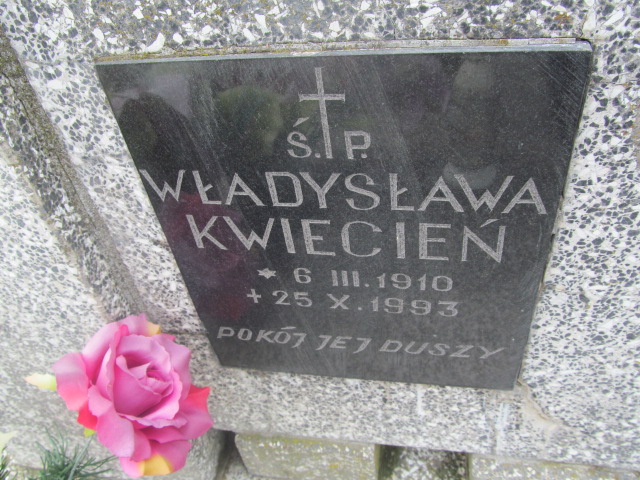 Ś. P.
WŁADYSŁAWA
KWIECIEŃ
* 6 III. 1910
+ 25 X. 1993
POKÓJ JEJ DUSZY